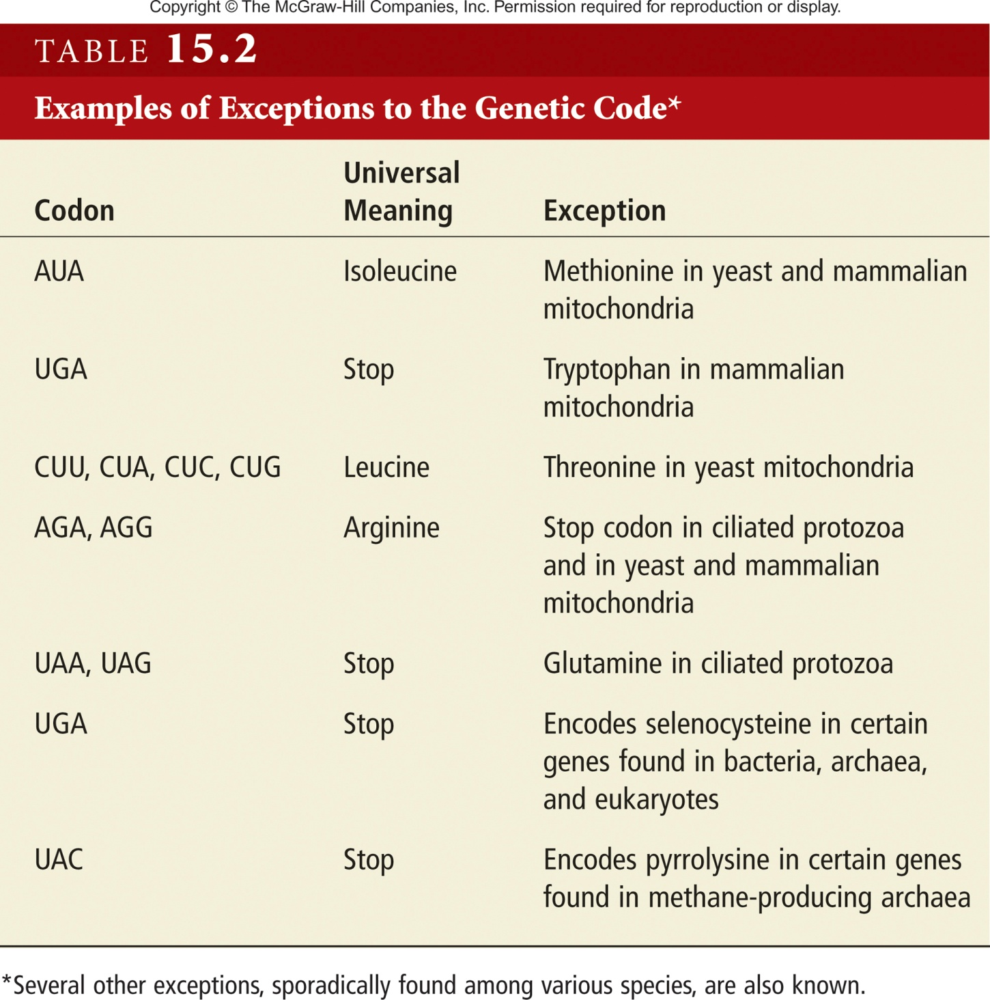 Copyright © The McGraw-Hill Companies, Inc. Permission required for reproduction or display.
TABLE 15.2
Examples of Exceptions to the Genetic Code*
Universal
Codon Meaning Exception
AUA Isoleucine Methionine in yeast and mammalian
mitochondria
UGA Stop Tryptophan in mammalian
mitochondria
CUU, CUA, CUC, CUG Leucine Threonine in yeast mitochondria
AGA, AGG Arginine Stop codon in ciliated protozoa
and in yeast and mammalian
mitochondria
UAA, UAG Stop Glutamine in ciliated protozoa
UGA Stop Encodes selenocysteine in certain
genes found in bacteria, archaea,
and eukaryotes
UAC Stop Encodes pyrrolysine in certain genes
found in methane-producing archaea
*Several other exceptions, sporadically found among various species, are also known.